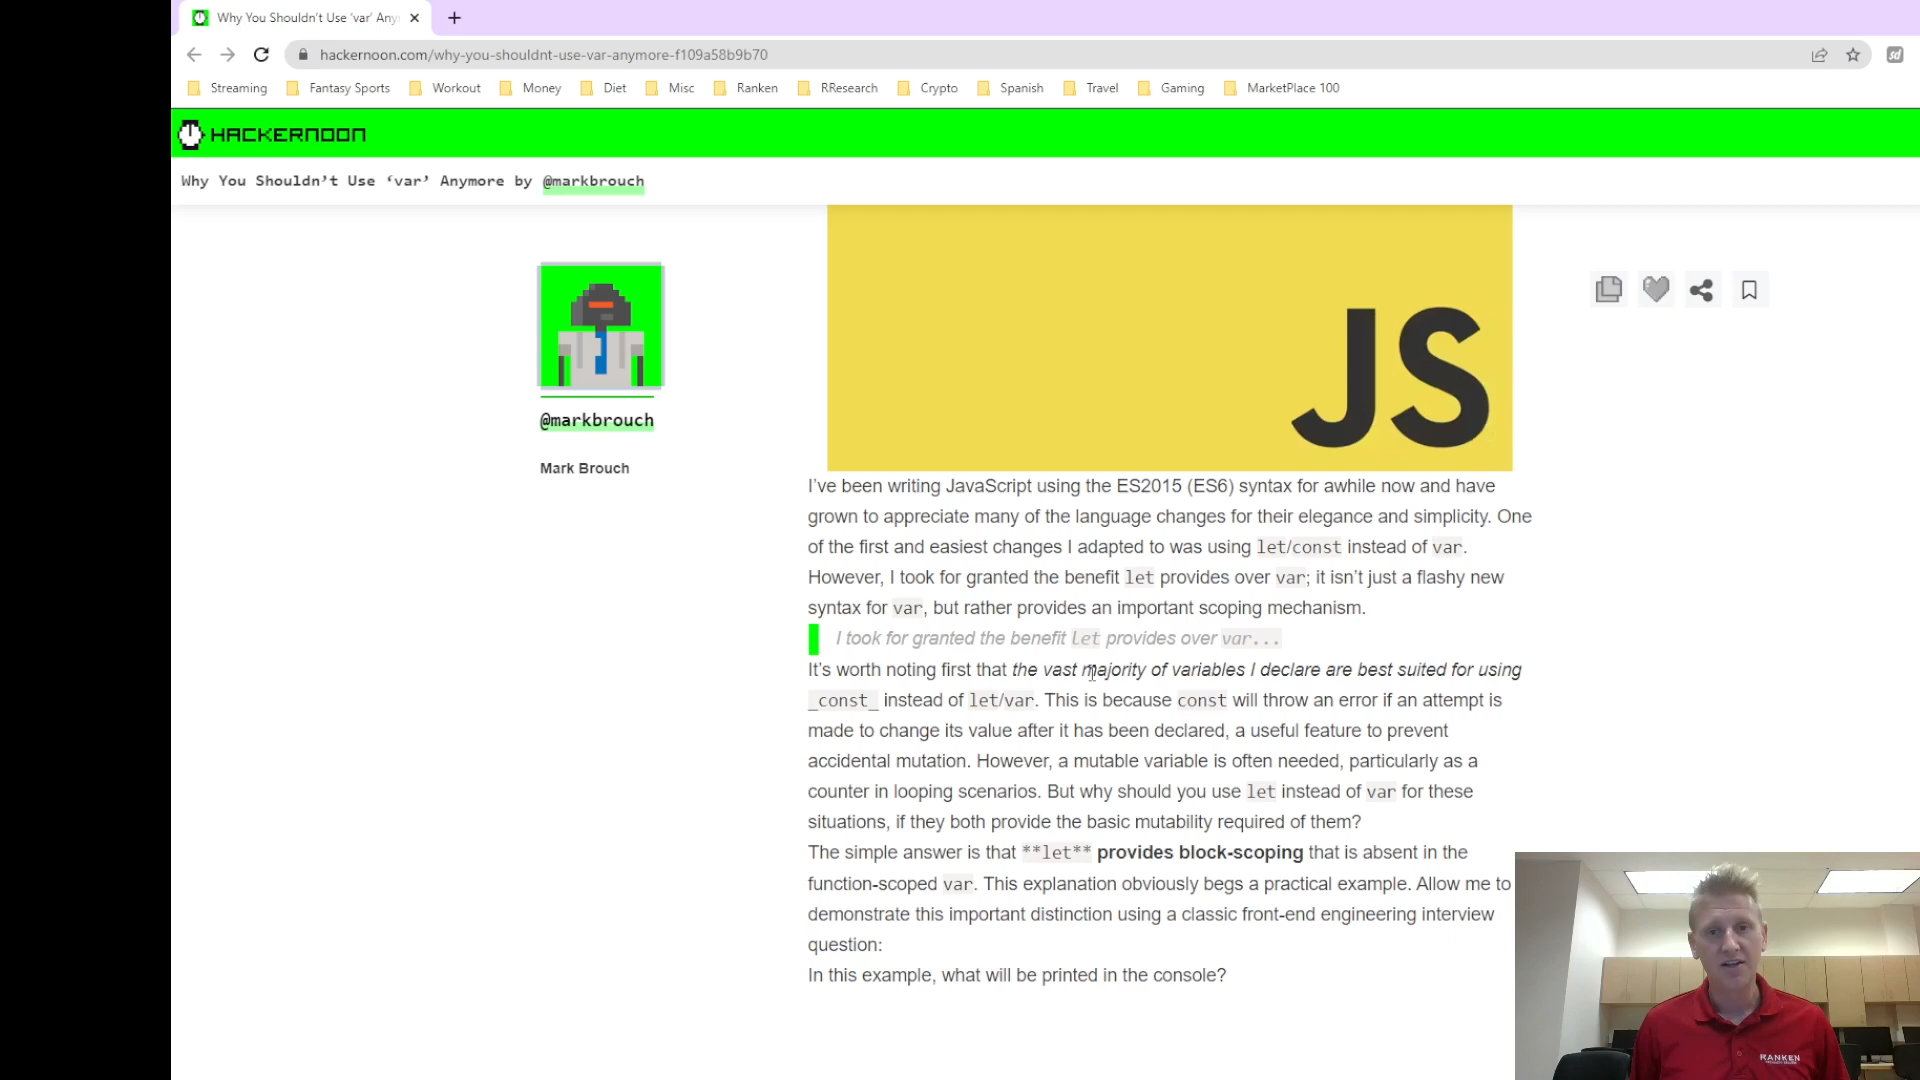 Why You Shouldn't Use 'var' Any
hackernoon.com/why-you-shouldnt-use-var-anymore-f109a58b9b70
sd
Streaming Fantasy Sports Workout Money Diet Misc Ranken RResearch Crypto Spanish Travel Gaming MarketPlace 100
HACKERNOON
Why You Shouldn’t Use ‘var’ Anymore by @markbrouch
JS
@markbrouch
Mark Brouch
I’ve been writing JavaScript using the ES2015 (ES6) syntax for awhile now and have
grown to appreciate many of the language changes for their elegance and simplicity. One
of the first and easiest changes I adapted to was using let/const instead of var.
However, I took for granted the benefit let provides over var; it isn’t just a flashy new
syntax for var, but rather provides an important scoping mechanism.
I took for granted the benefit let provides over var...
It’s worth noting first that the vast majority of variables I declare are best suited for using
_const_ instead of let/var. This is because const will throw an error if an attempt is
made to change its value after it has been declared, a useful feature to prevent
accidental mutation. However, a mutable variable is often needed, particularly as a
counter in looping scenarios. But why should you use let instead of var for these
situations, if they both provide the basic mutability required of them?
The simple answer is that **let** provides block-scoping that is absent in the
function-scoped var. This explanation obviously begs a practical example. Allow me to
demonstrate this important distinction using a classic front-end engineering interview
question:
In this example, what will be printed in the console?
RANKEN